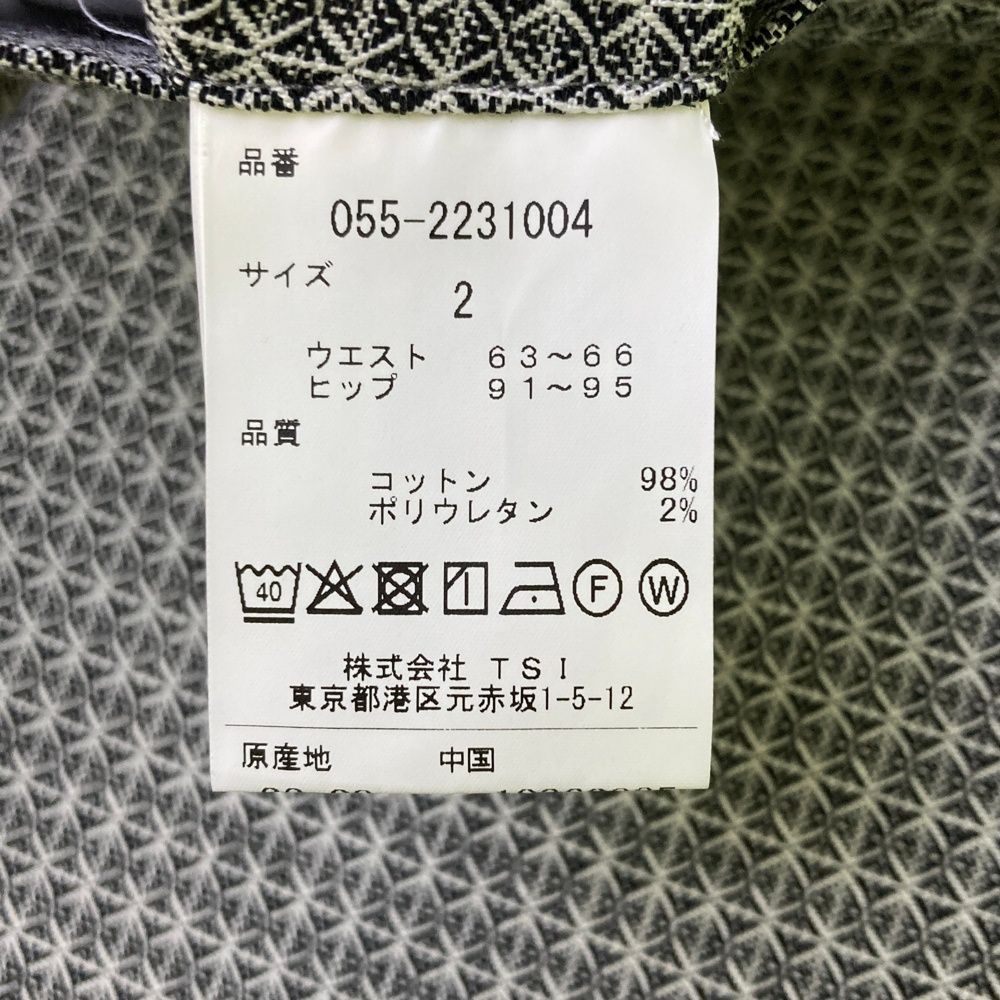 品番
055-2231004
サイズ
2
ウエスト 63～66
ヒップ 91～95
品質
コットン 98%
ポリウレタン 2%
40 F W
株式会社 TSI
東京都港区元赤坂1-5-12
原産地 中国